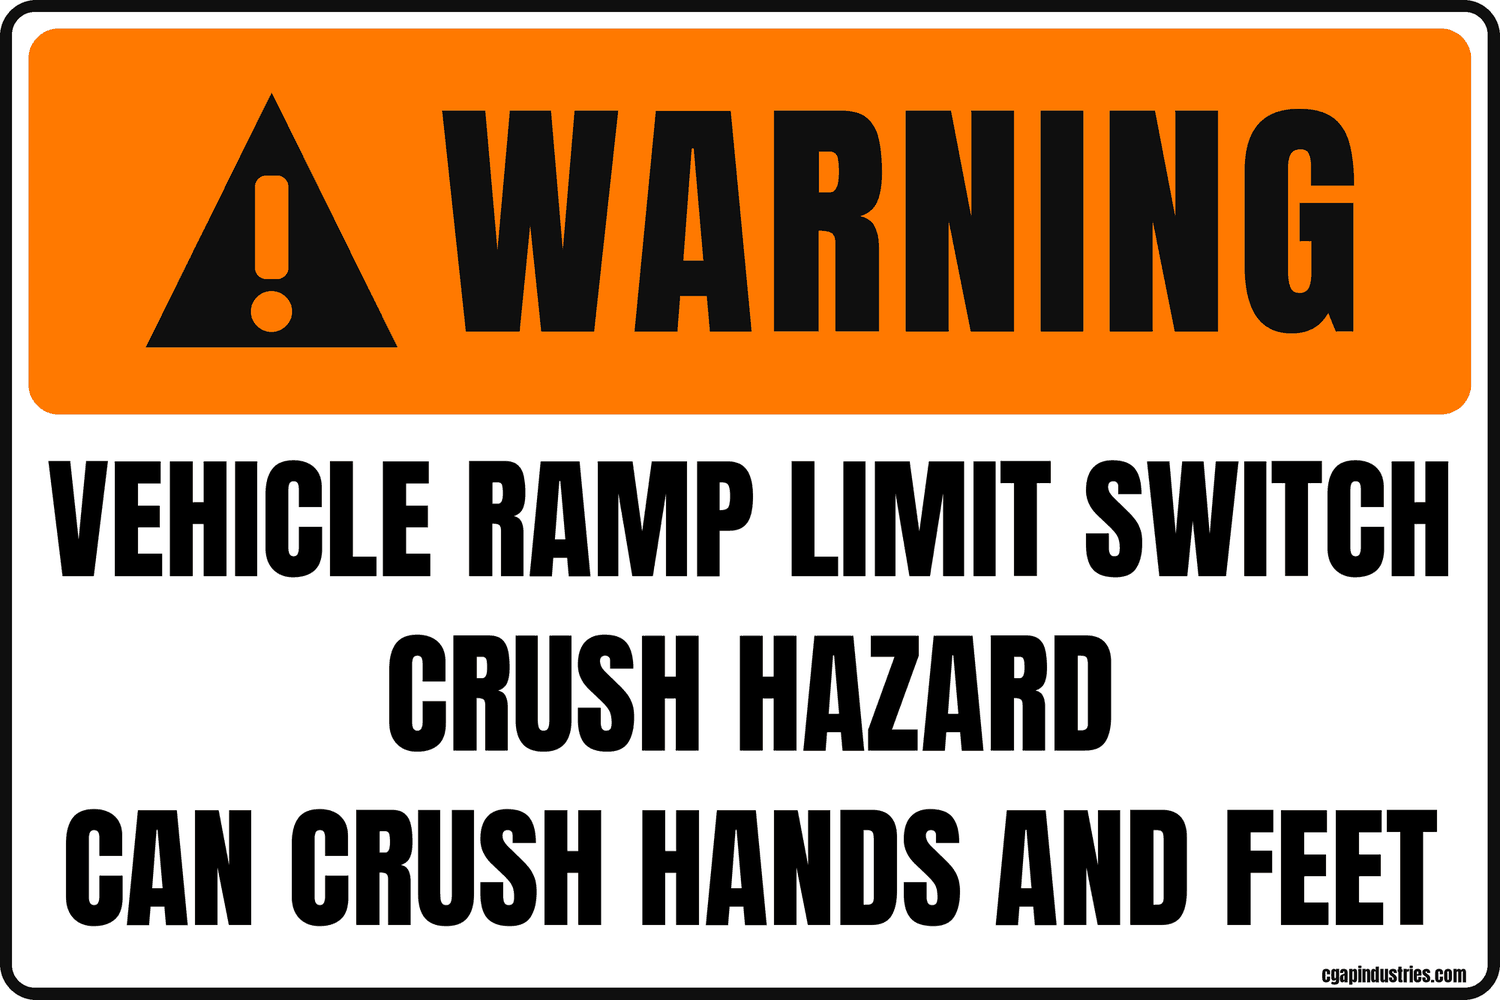 WARNING
VEHICLE RAMP LIMIT SWITCH
CRUSH HAZARD
CAN CRUSH HANDS AND FEET
cgapindustries.com